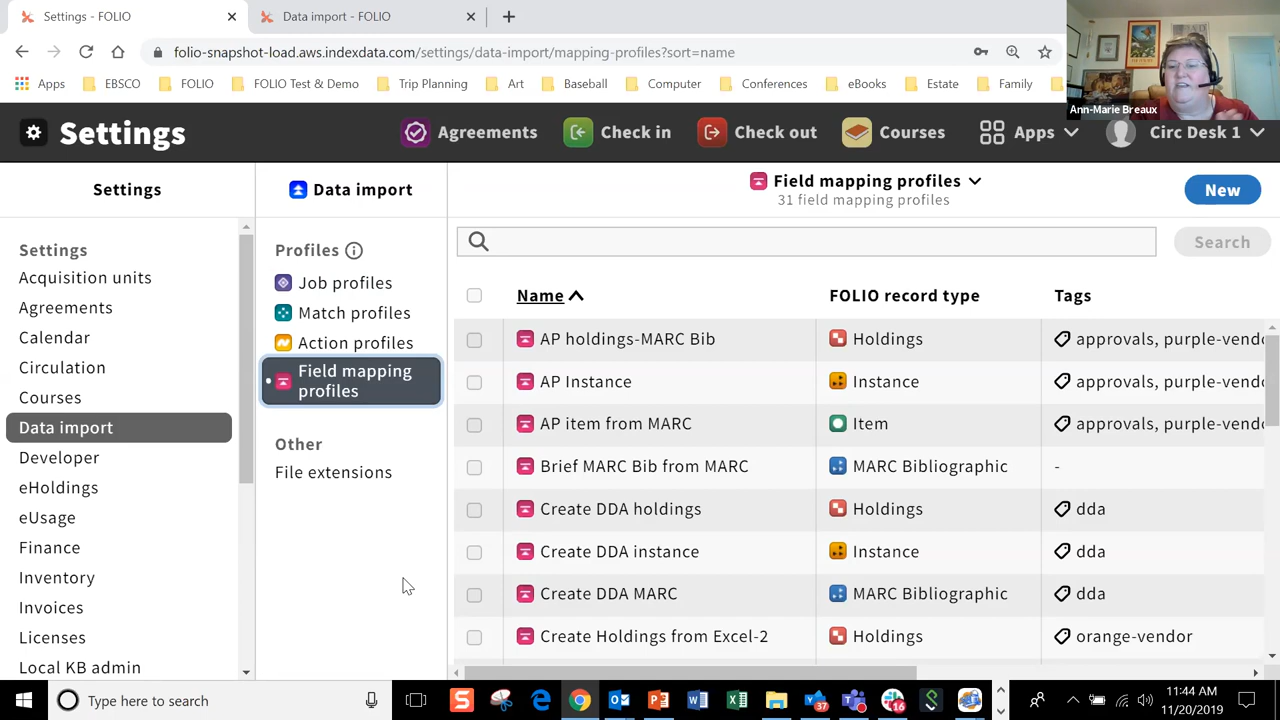 Settings - FOLIO
Data import - FOLIO
folio-snapshot-load.aws.indexdata.com/settings/data-import/mapping-profiles?sort=name
Apps EBSCO FOLIO FOLIO Test & Demo Trip Planning Art Baseball Computer Conferences eBooks Estate Family
Ann-Marie Breaux
Settings Agreements Check in Check out Courses Apps Circ Desk 1
Settings
Settings
Acquisition units
Agreements
Calendar
Circulation
Courses
Data import
Developer
eHoldings
eUsage
Finance
Inventory
Invoices
Licenses
Local KB admin
Data import
Profiles
Job profiles
Match profiles
Action profiles
Field mapping
profiles
Other
File extensions
Field mapping profiles
31 field mapping profiles
New
Search
Name FOLIO record type Tags
AP holdings-MARC Bib Holdings approvals, purple-vendo
AP Instance Instance approvals, purple-vendo
AP item from MARC Item approvals, purple-vendo
Brief MARC Bib from MARC MARC Bibliographic -
Create DDA holdings Holdings dda
Create DDA instance Instance dda
Create DDA MARC MARC Bibliographic dda
Create Holdings from Excel-2 Holdings orange-vendor
Type here to search
37
16
11:44 AM
11/20/2019